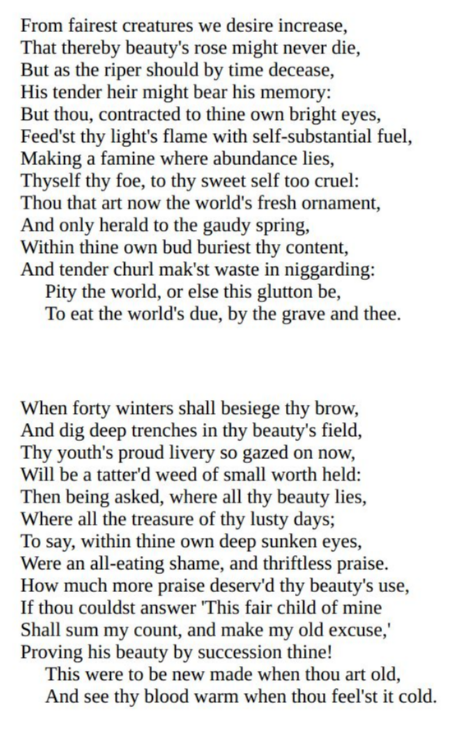 From fairest creatures we desire increase,
That thereby beauty's rose might never die,
But as the riper should by time decease,
His tender heir might bear his memory:
But thou, contracted to thine own bright eyes,
Feed'st thy light's flame with self-substantial fuel,
Making a famine where abundance lies,
Thyself thy foe, to thy sweet self too cruel:
Thou that art now the world's fresh ornament,
And only herald to the gaudy spring,
Within thine own bud buriest thy content,
And tender churl mak'st waste in niggarding:
Pity the world, or else this glutton be,
To eat the world's due, by the grave and thee.
When forty winters shall besiege thy brow,
And dig deep trenches in thy beauty's field,
Thy youth's proud livery so gazed on now,
Will be a tatter'd weed of small worth held:
Then being asked, where all thy beauty lies,
Where all the treasure of thy lusty days;
To say, within thine own deep sunken eyes,
Were an all-eating shame, and thriftless praise.
How much more praise deserv'd thy beauty's use,
If thou couldst answer 'This fair child of mine
Shall sum my count, and make my old excuse,'
Proving his beauty by succession thine!
This were to be new made when thou art old,
And see thy blood warm when thou feel'st it cold.